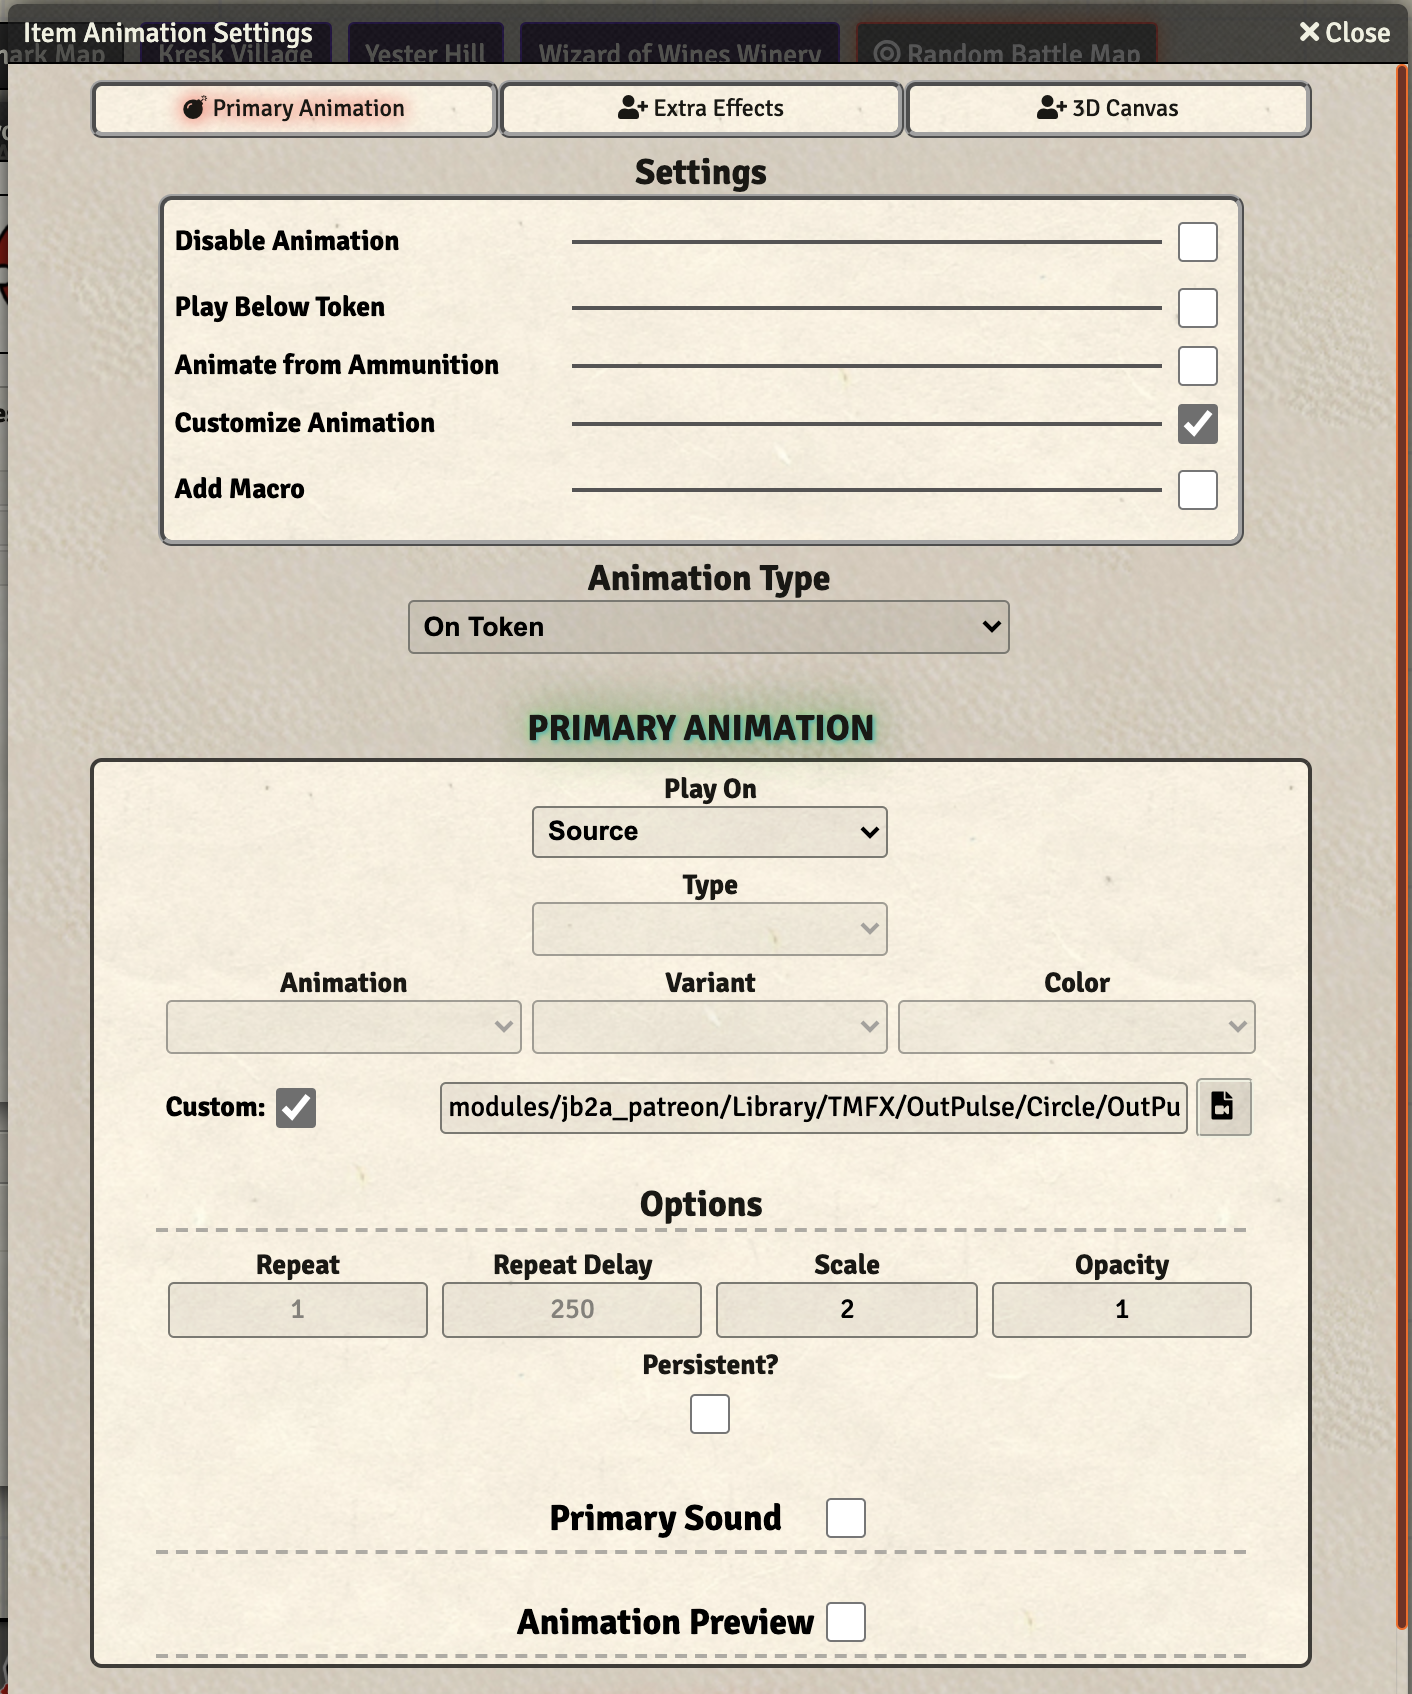 Item Animation Settings
Close
mark Map
Kresk Village
Yester Hill
Wizard of Wines Winery
Random Battle Map
Primary Animation
Extra Effects
3D Canvas
Settings
Disable Animation
Play Below Token
Animate from Ammunition
Customize Animation
Add Macro
Animation Type
On Token
PRIMARY ANIMATION
Play On
Source
Type
Animation Variant Color
Custom: modules/jb2a_patreon/Library/TMFX/OutPulse/Circle/OutPu
Options
Repeat Repeat Delay Scale Opacity
1 250 2 1
Persistent?
Primary Sound
Animation Preview